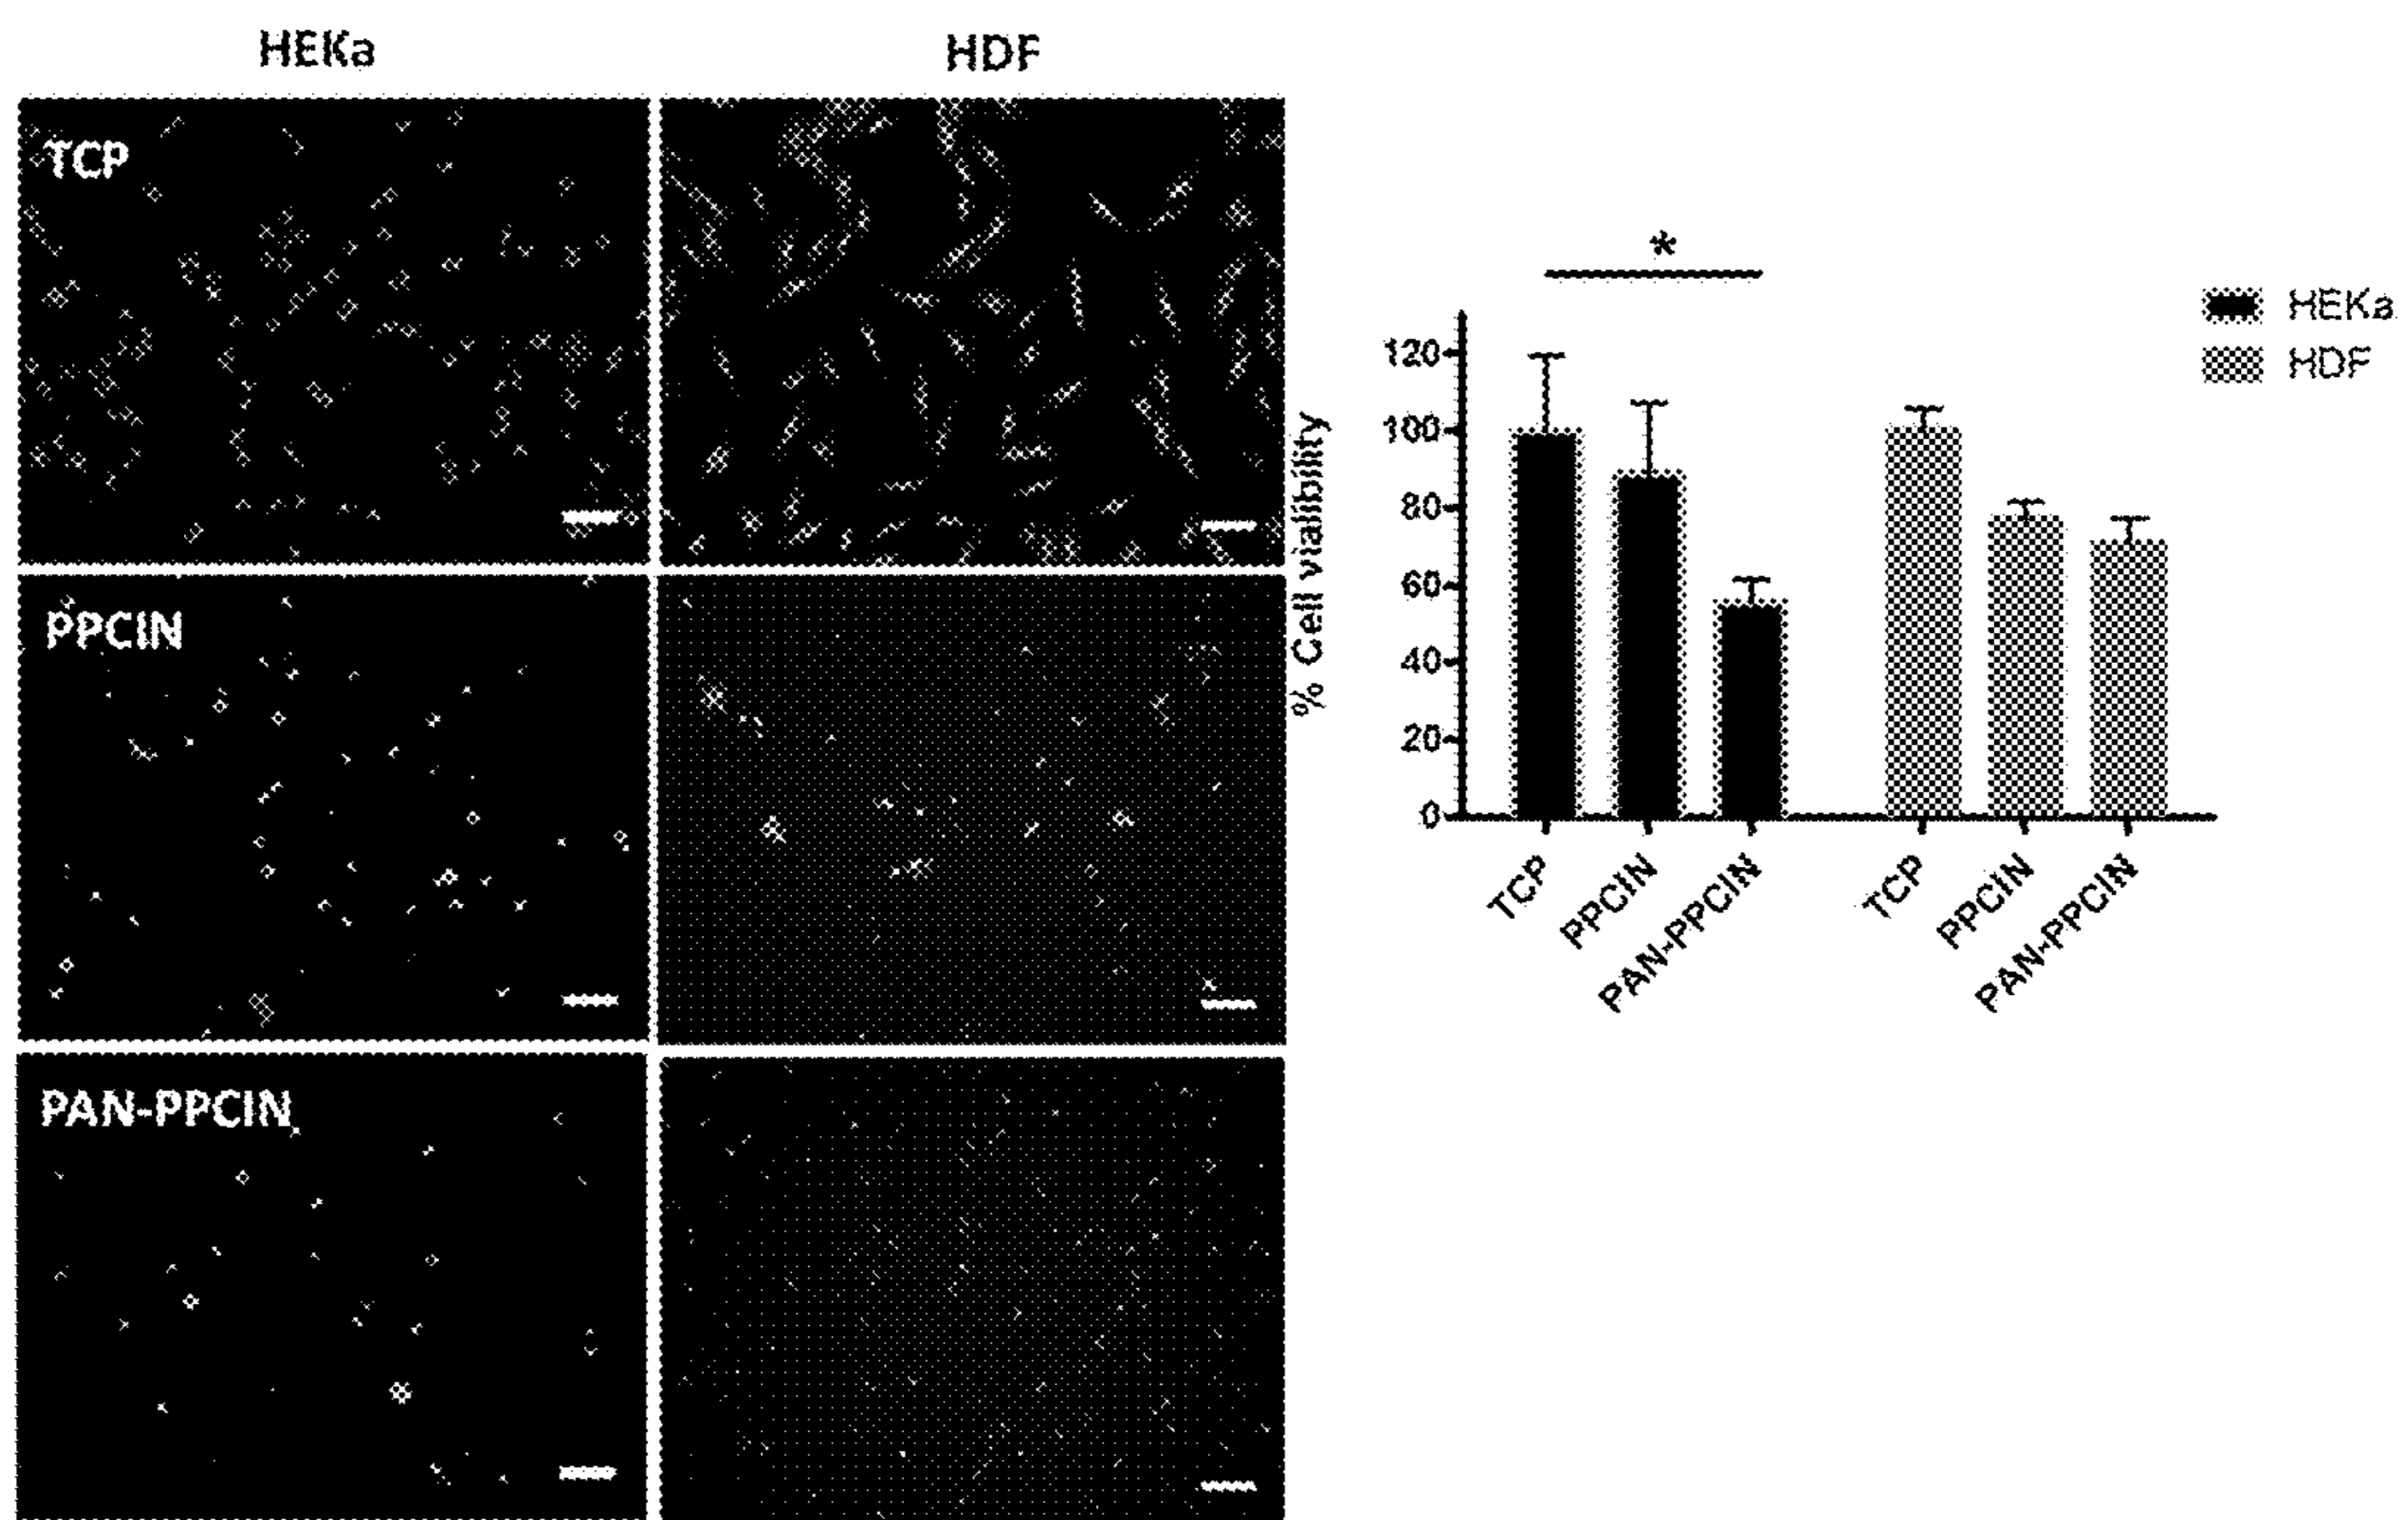 HEKa
HDF
TCP
PPCIN
PAN-PPCIN
*
HEKa
HDF
% Cell vialibility
120
100
80
60
40
20
0
TCP
PPCIN
PAN-PPCIN
TCP
PPCIN
PAN-PPCIN